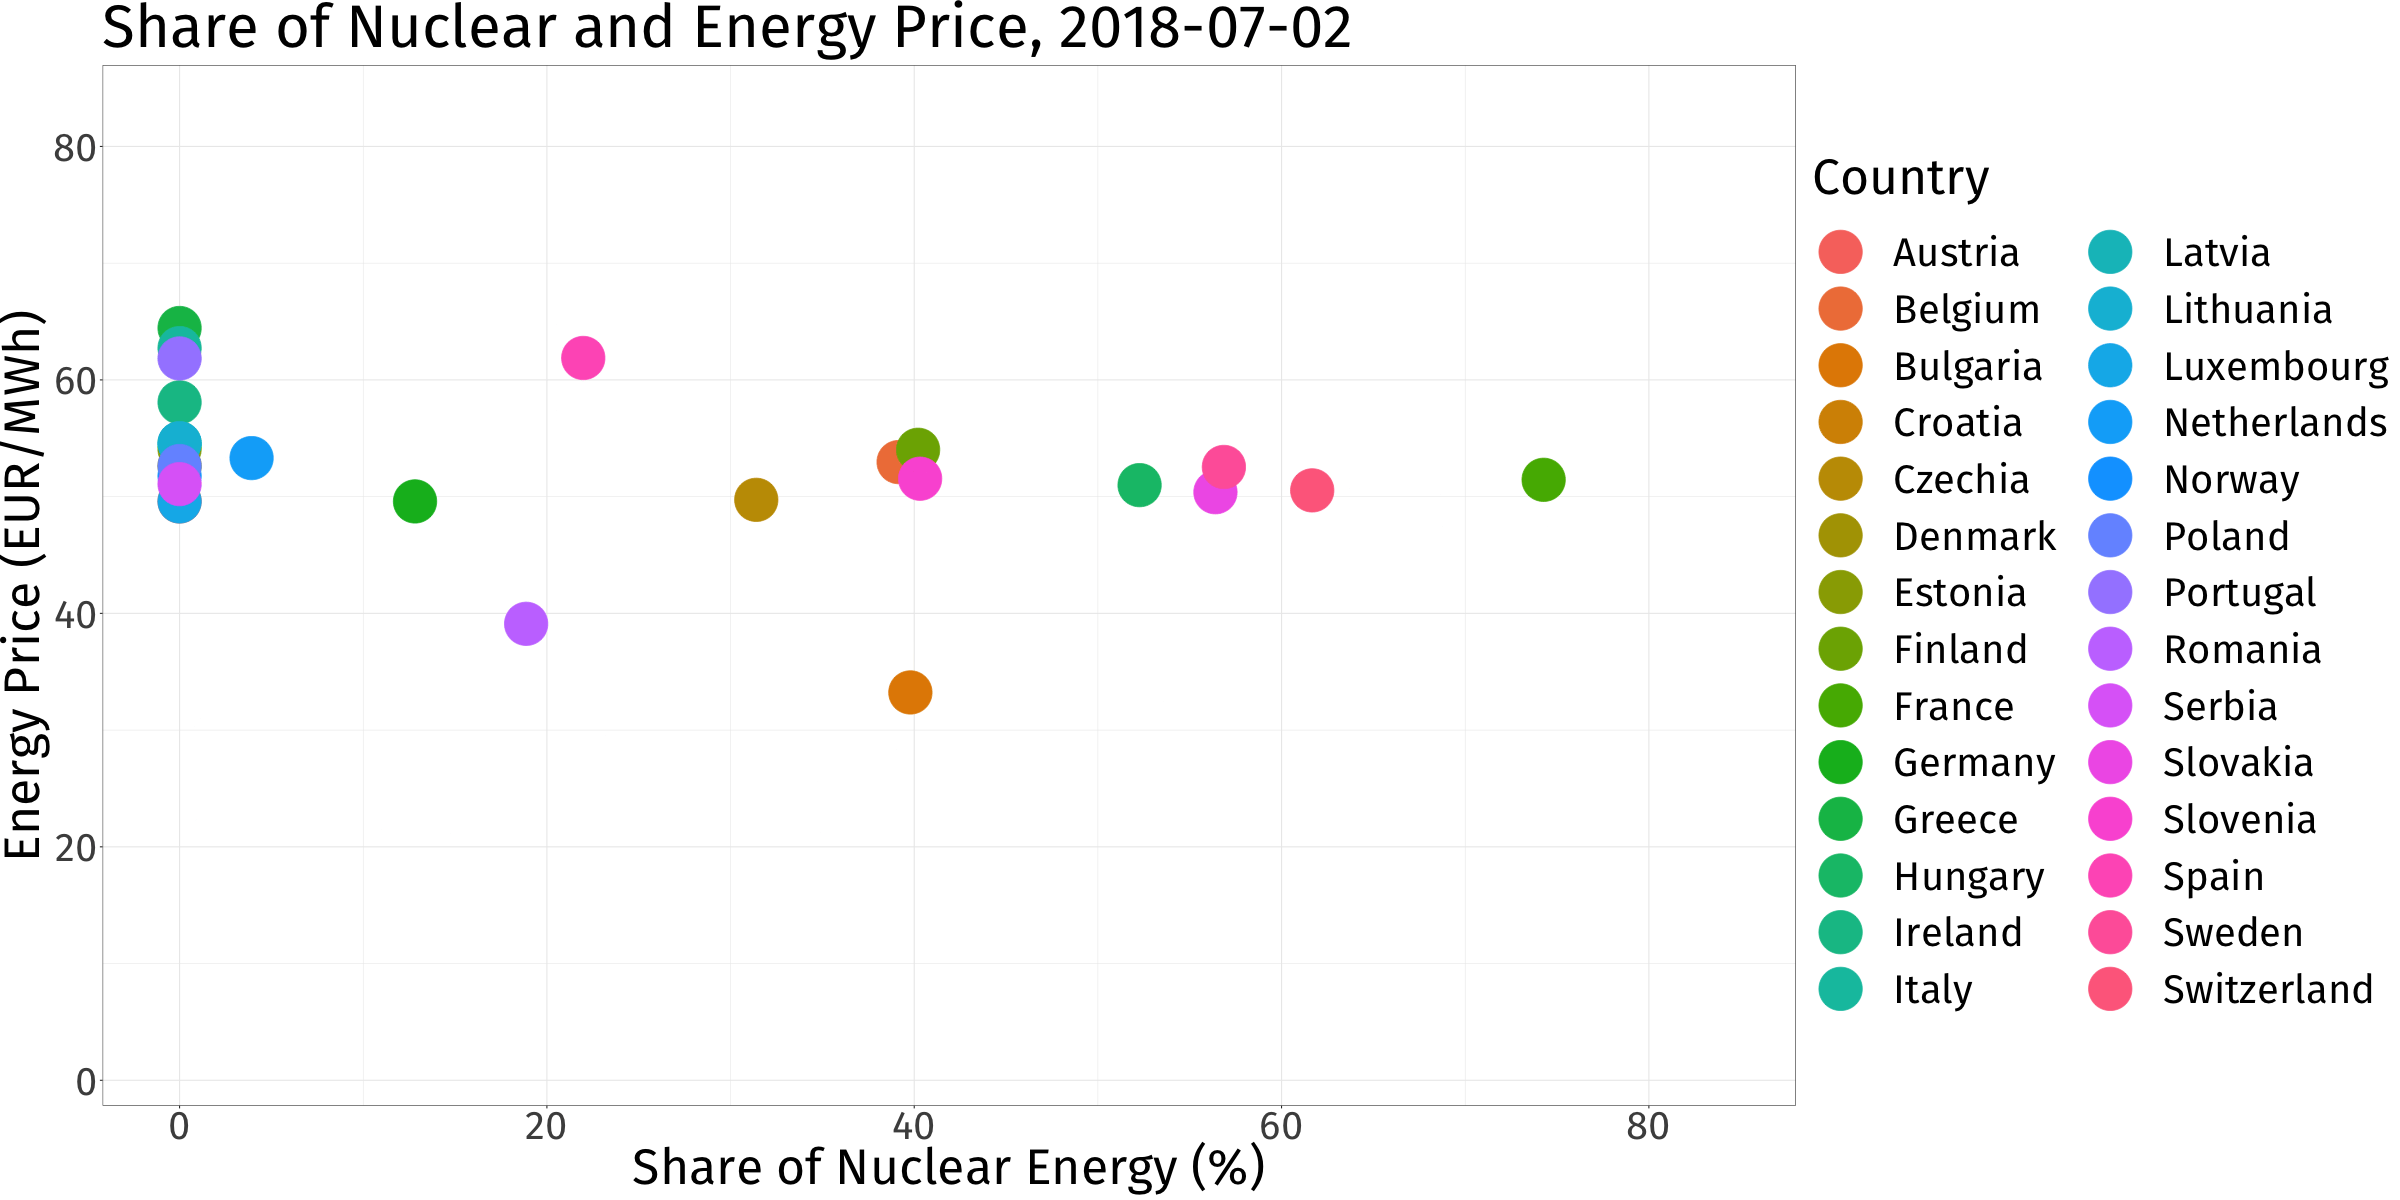 Share of Nuclear and Energy Price, 2018-07-02
Energy Price (EUR/MWh)
80
60
40
20
0
0 20 40 60 80
Share of Nuclear Energy (%)
Country
Austria
Belgium
Bulgaria
Croatia
Czechia
Denmark
Estonia
Finland
France
Germany
Greece
Hungary
Ireland
Italy
Latvia
Lithuania
Luxembourg
Netherlands
Norway
Poland
Portugal
Romania
Serbia
Slovakia
Slovenia
Spain
Sweden
Switzerland